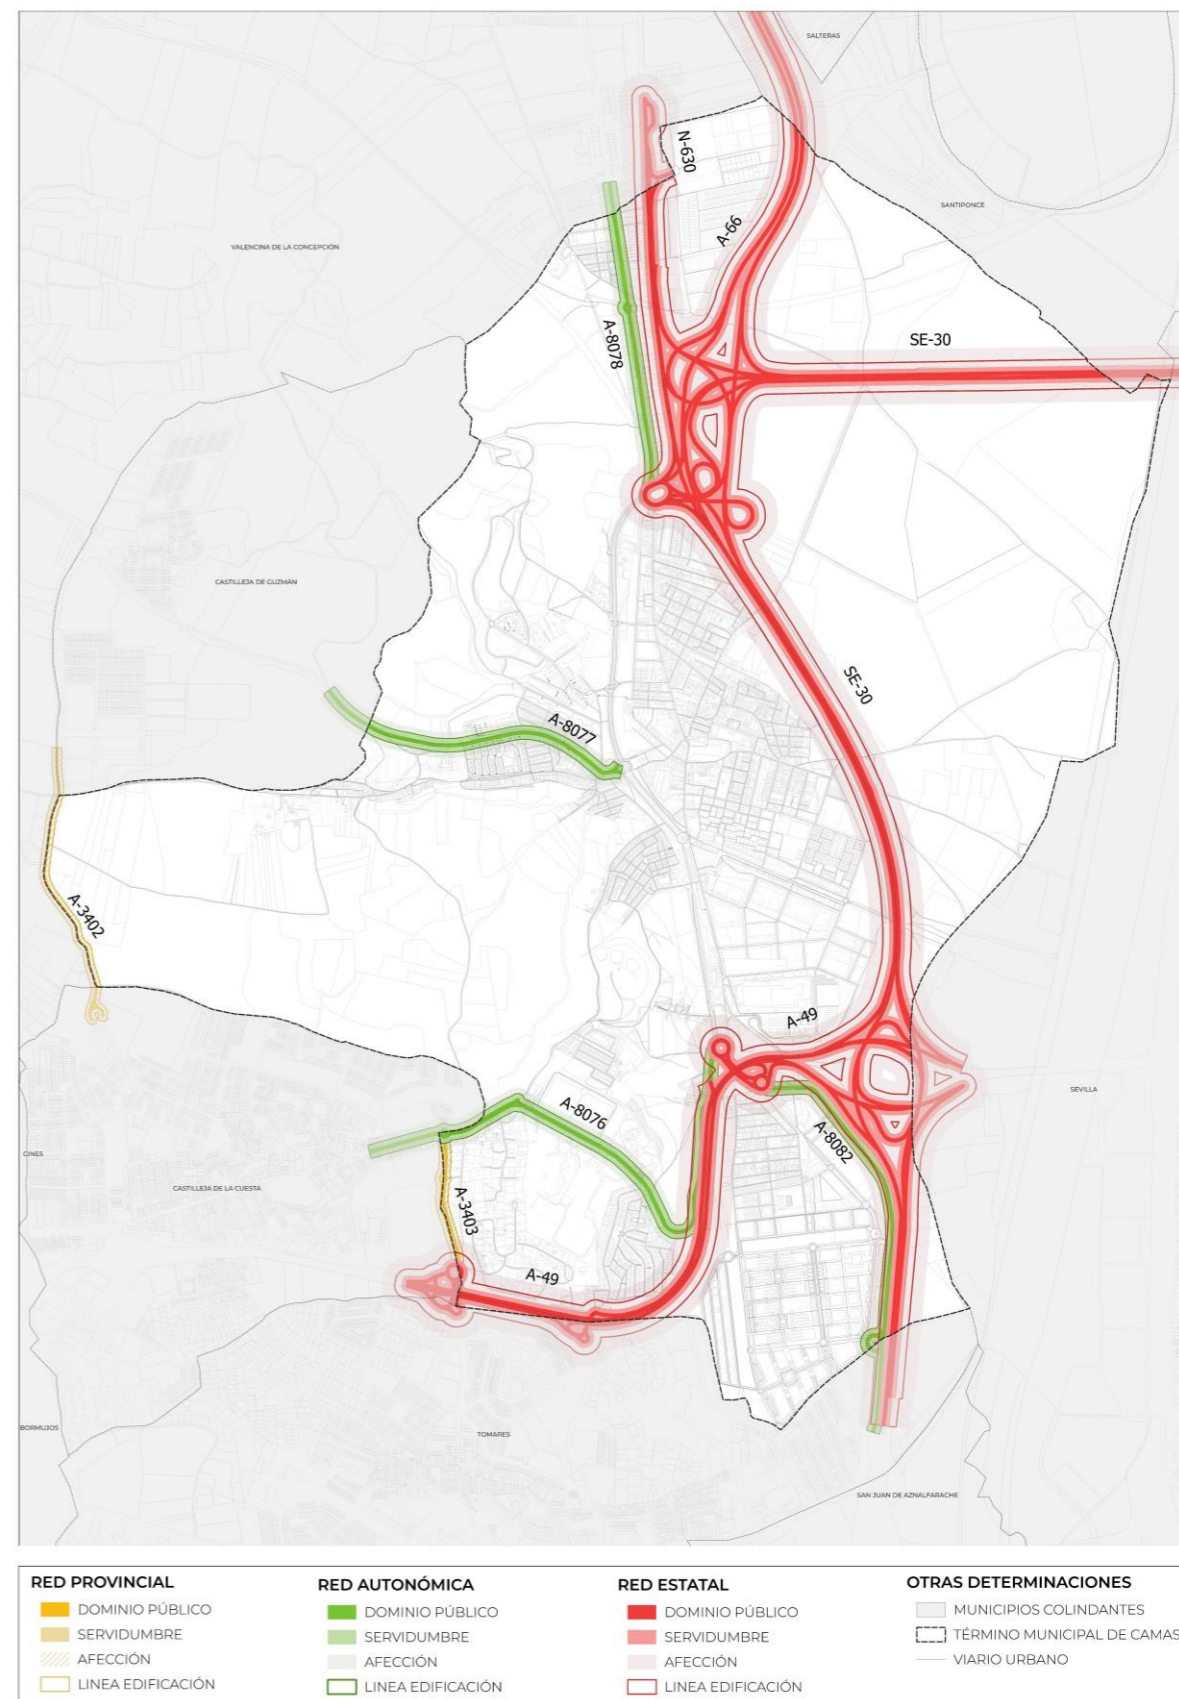 SALTERAS
N-630
SANTIPONCE
A-66
VALENCINA DE LA CONCEPCIÓN
SE-30
A-8078
CASTILLEJA DE GUZMÁN
SE-30
A-8077
A-3402
A-49
SEVILLA
A-8076
A-8082
GINES
CASTILLEJA DE LA CUESTA
A-3403
A-49
BORMUJOS
TOMARES
SAN JUAN DE AZNALFARACHE
RED PROVINCIAL
DOMINIO PÚBLICO
SERVIDUMBRE
AFECCIÓN
LINEA EDIFICACIÓN
RED AUTONÓMICA
DOMINIO PÚBLICO
SERVIDUMBRE
AFECCIÓN
LINEA EDIFICACIÓN
RED ESTATAL
DOMINIO PÚBLICO
SERVIDUMBRE
AFECCIÓN
LINEA EDIFICACIÓN
OTRAS DETERMINACIONES
MUNICIPIOS COLINDANTES
TÉRMINO MUNICIPAL DE CAMAS
VIARIO URBANO